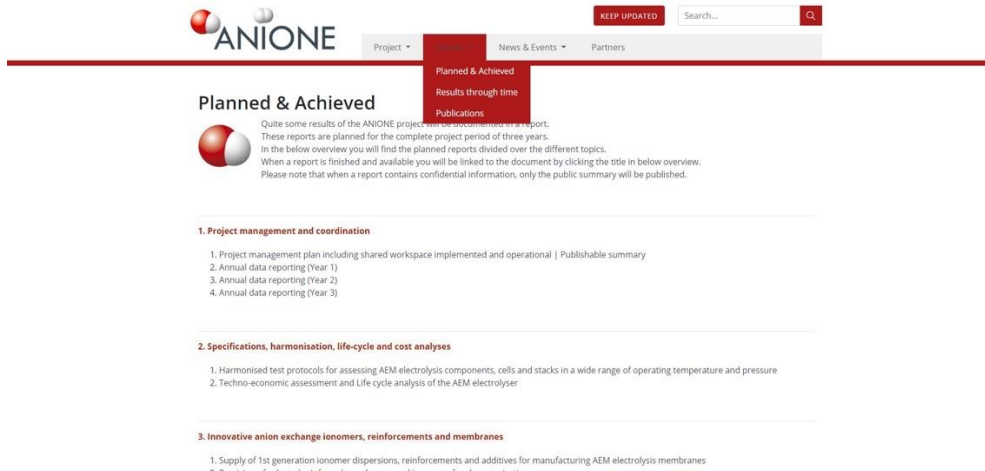 ANIONE
KEEP UPDATED
Search...
Project
News & Events
Partners
Planned & Achieved
Results through time
Publications
Planned & Achieved
Quite some results of the ANIONE project will be documented in a report.
These reports are planned for the complete project period of three years.
In the below overview you will find the planned reports divided over the different topics.
When a report is finished and available you will be linked to the document by clicking the title in below overview.
Please note that when a report contains confidential information, only the public summary will be published.
1. Project management and coordination
1. Project management plan including shared workspace implemented and operational | Publishable summary
2. Annual data reporting (Year 1)
3. Annual data reporting (Year 2)
4. Annual data reporting (Year 3)
2. Specifications, harmonisation, life-cycle and cost analyses
1. Harmonised test protocols for assessing AEM electrolysis components, cells and stacks in a wide range of operating temperature and pressure
2. Techno-economic assessment and Life cycle analysis of the AEM electrolyser
3. Innovative anion exchange ionomers, reinforcements and membranes
1. Supply of 1st generation ionomer dispersions, reinforcements and additives for manufacturing AEM electrolysis membranes